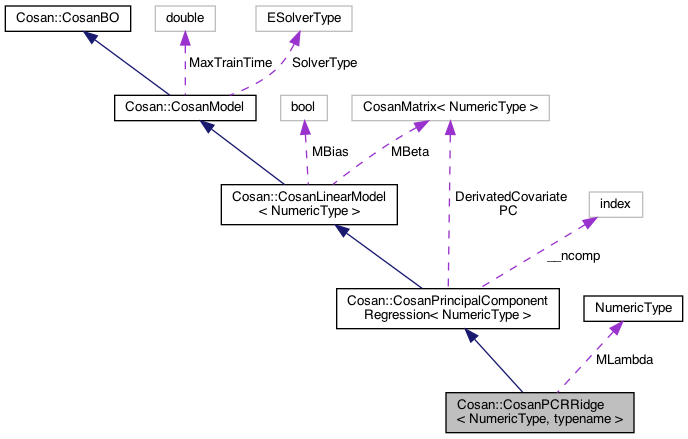 Cosan::CosanBO
double
ESolverType
MaxTrainTime
SolverType
Cosan::CosanModel
bool
CosanMatrix< NumericType >
MBias
MBeta
Cosan::CosanLinearModel
< NumericType >
DerivatedCovariate
PC
index
__ncomp
Cosan::CosanPrincipalComponent
Regression< NumericType >
NumericType
MLambda
Cosan::CosanPCRRidge
< NumericType, typename >